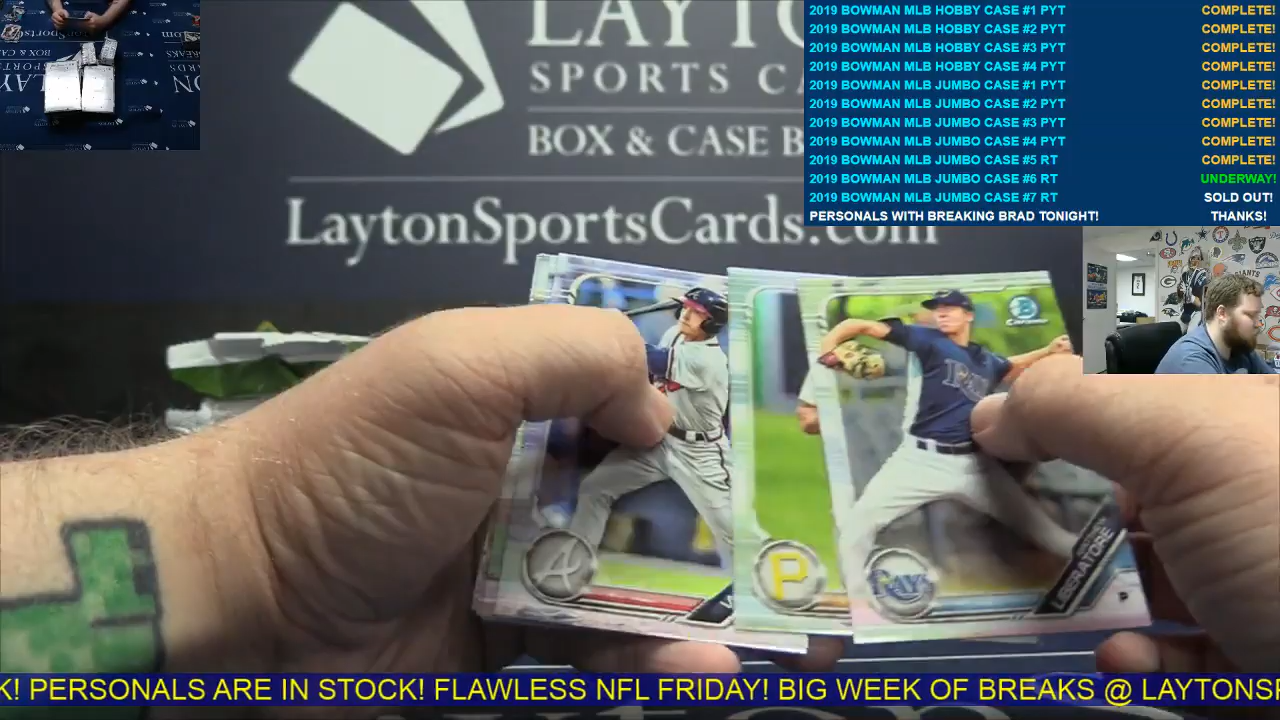 LAYTO
SPORTS CA
BOX & CASE B
LaytonSportsCards.com
2019 BOWMAN MLB HOBBY CASE #1 PYT COMPLETE!
2019 BOWMAN MLB HOBBY CASE #2 PYT COMPLETE!
2019 BOWMAN MLB HOBBY CASE #3 PYT COMPLETE!
2019 BOWMAN MLB HOBBY CASE #4 PYT COMPLETE!
2019 BOWMAN MLB JUMBO CASE #1 PYT COMPLETE!
2019 BOWMAN MLB JUMBO CASE #2 PYT COMPLETE!
2019 BOWMAN MLB JUMBO CASE #3 PYT COMPLETE!
2019 BOWMAN MLB JUMBO CASE #4 PYT COMPLETE!
2019 BOWMAN MLB JUMBO CASE #5 RT COMPLETE!
2019 BOWMAN MLB JUMBO CASE #6 RT UNDERWAY!
2019 BOWMAN MLB JUMBO CASE #7 RT SOLD OUT!
PERSONALS WITH BREAKING BRAD TONIGHT! THANKS!
A
P
RAYS
LIBERATORE
K! PERSONALS ARE IN STOCK! FLAWLESS NFL FRIDAY! BIG WEEK OF BREAKS @ LAYTONSE